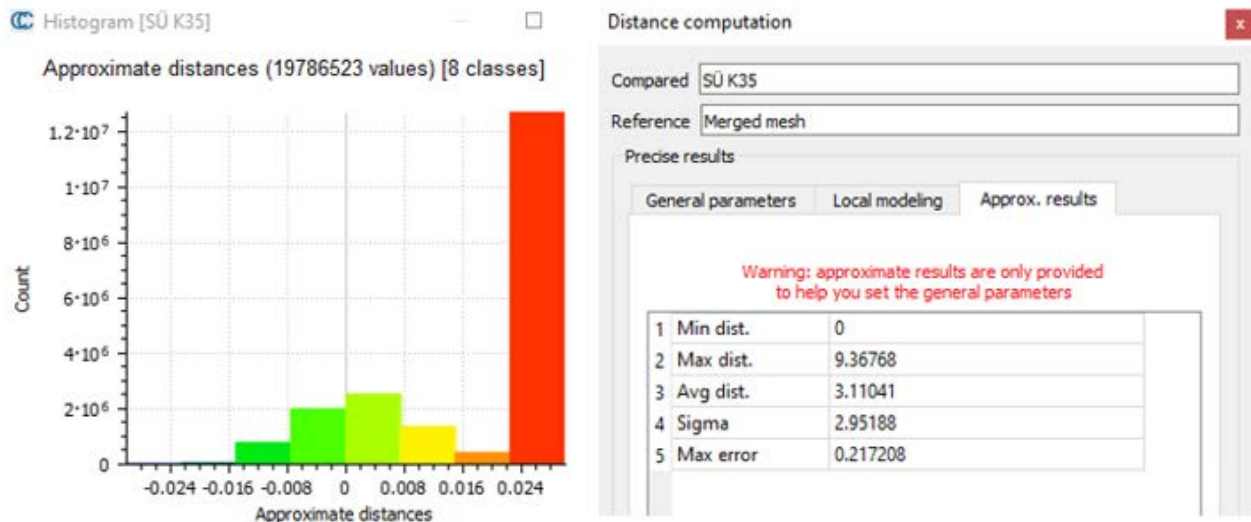 Histogram [SÜ K35]
Approximate distances (19786523 values) [8 classes]
1.2·10⁷
1·10⁷
8·10⁶
6·10⁶
4·10⁶
2·10⁶
0
Count
-0.024 -0.016 -0.008 0 0.008 0.016 0.024
Approximate distances
Distance computation
x
Compared SÜ K35
Reference Merged mesh
Precise results
General parameters Local modeling Approx. results
Warning: approximate results are only provided
to help you set the general parameters
1 Min dist. 0
2 Max dist. 9.36768
3 Avg dist. 3.11041
4 Sigma 2.95188
5 Max error 0.217208